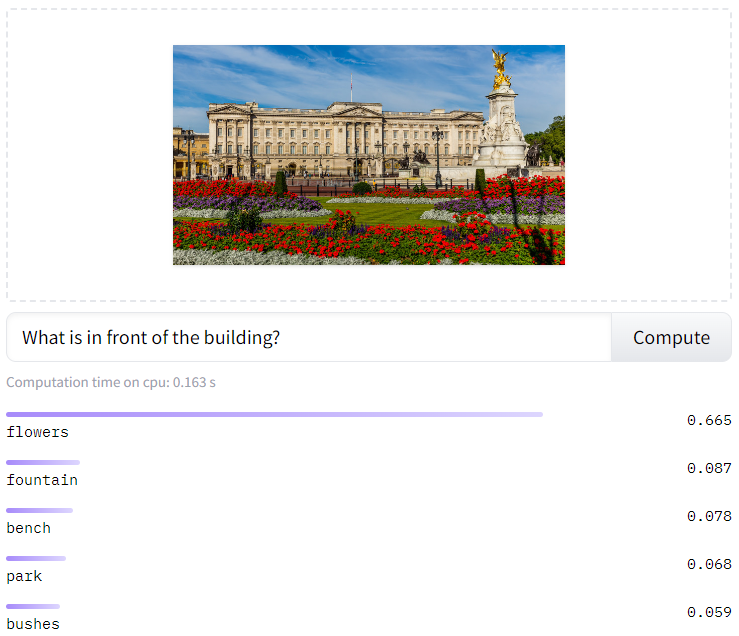 What is in front of the building?
Compute
Computation time on cpu: 0.163 s
flowers
0.665
fountain
0.087
bench
0.078
park
0.068
bushes
0.059